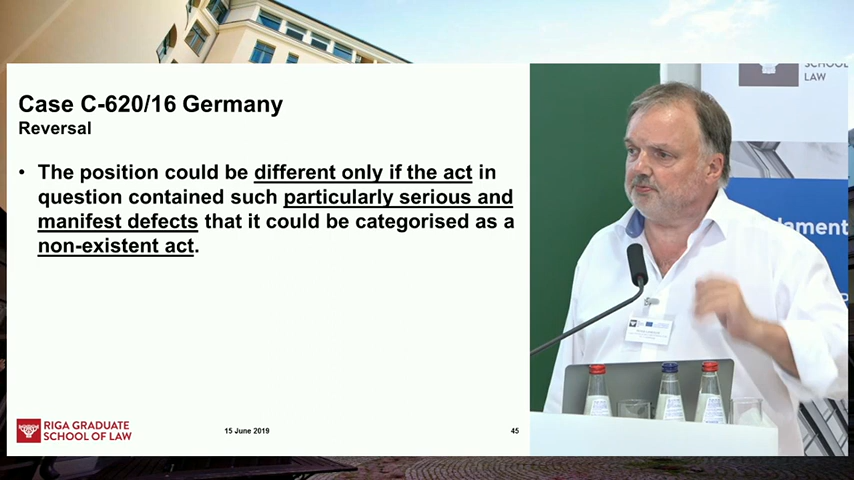 Case C-620/16 Germany
Reversal
• The position could be different only if the act in
question contained such particularly serious and
manifest defects that it could be categorised as a
non-existent act.
RIGA GRADUATE
SCHOOL OF LAW
15 June 2019
45
SCHOOL
LAW